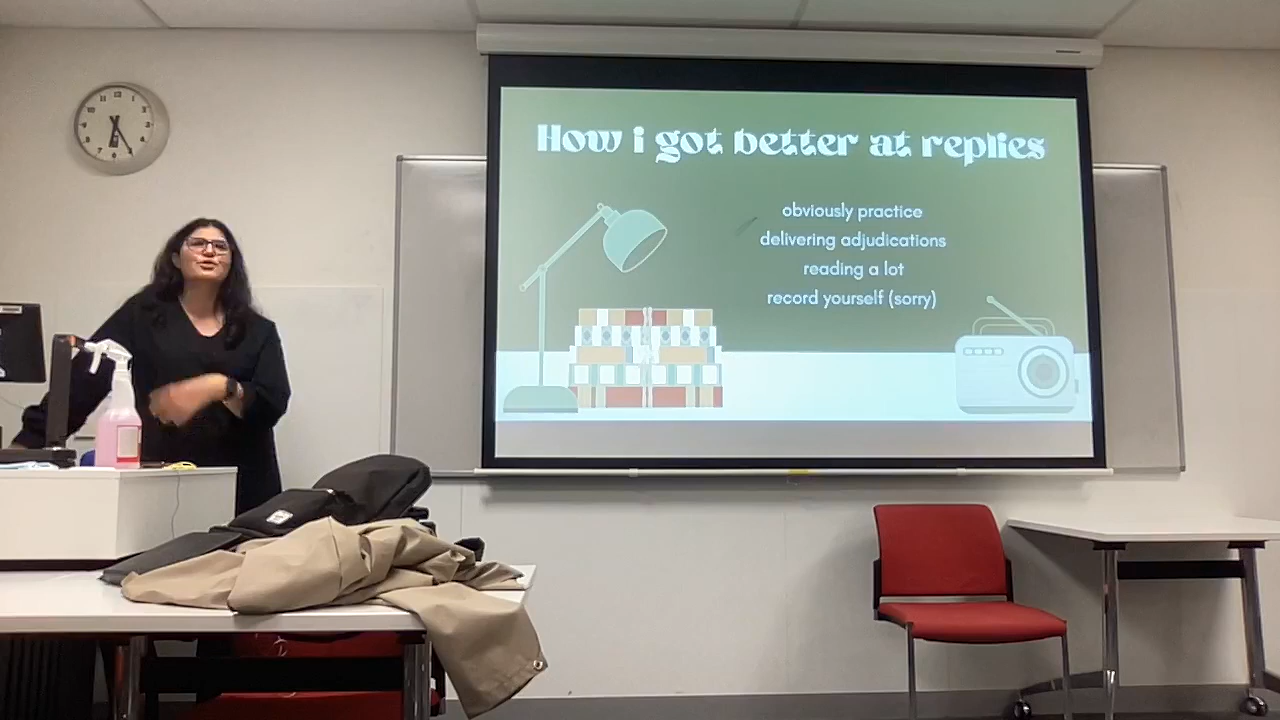 How i got better at replies
obviously practice
delivering adjudications
reading a lot
record yourself (sorry)